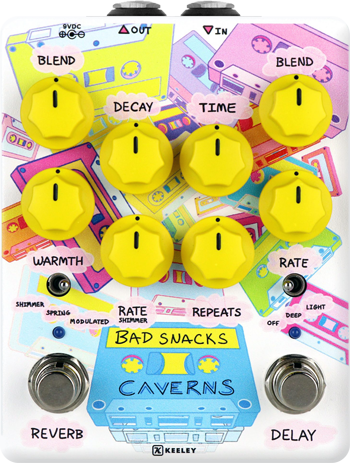 9VDC
OUT
IN
BLEND
BLEND
DECAY
TIME
WARMTH
RATE
SHIMMER
SPRING
MODULATED
RATE
SHIMMER
REPEATS
OFF
DEEP
LIGHT
BAD SNACKS
CAVERNS
REVERB
DELAY
KEELEY